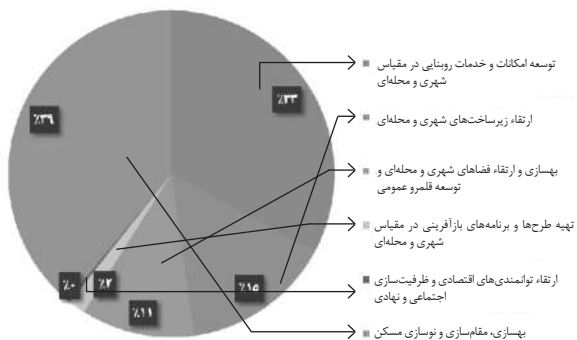 توسعه امکانات و خدمات روبنایی در مقیاس
شهری و محله‌ای
ارتقاء زیرساخت‌های شهری و محله‌ای
بهسازی و ارتقاء فضاهای شهری و محله‌ای و
توسعه قلمرو عمومی
تهیه طرح‌ها و برنامه‌های بازآفرینی در مقیاس
شهری و محله‌ای
ارتقاء توانمندی‌های اقتصادی و ظرفیت‌سازی
اجتماعی و نهادی
بهسازی، مقام‌سازی و نوسازی مسکن
٪۳۳
٪۱۵
٪۱۱
٪۲
٪۰
٪۳۹